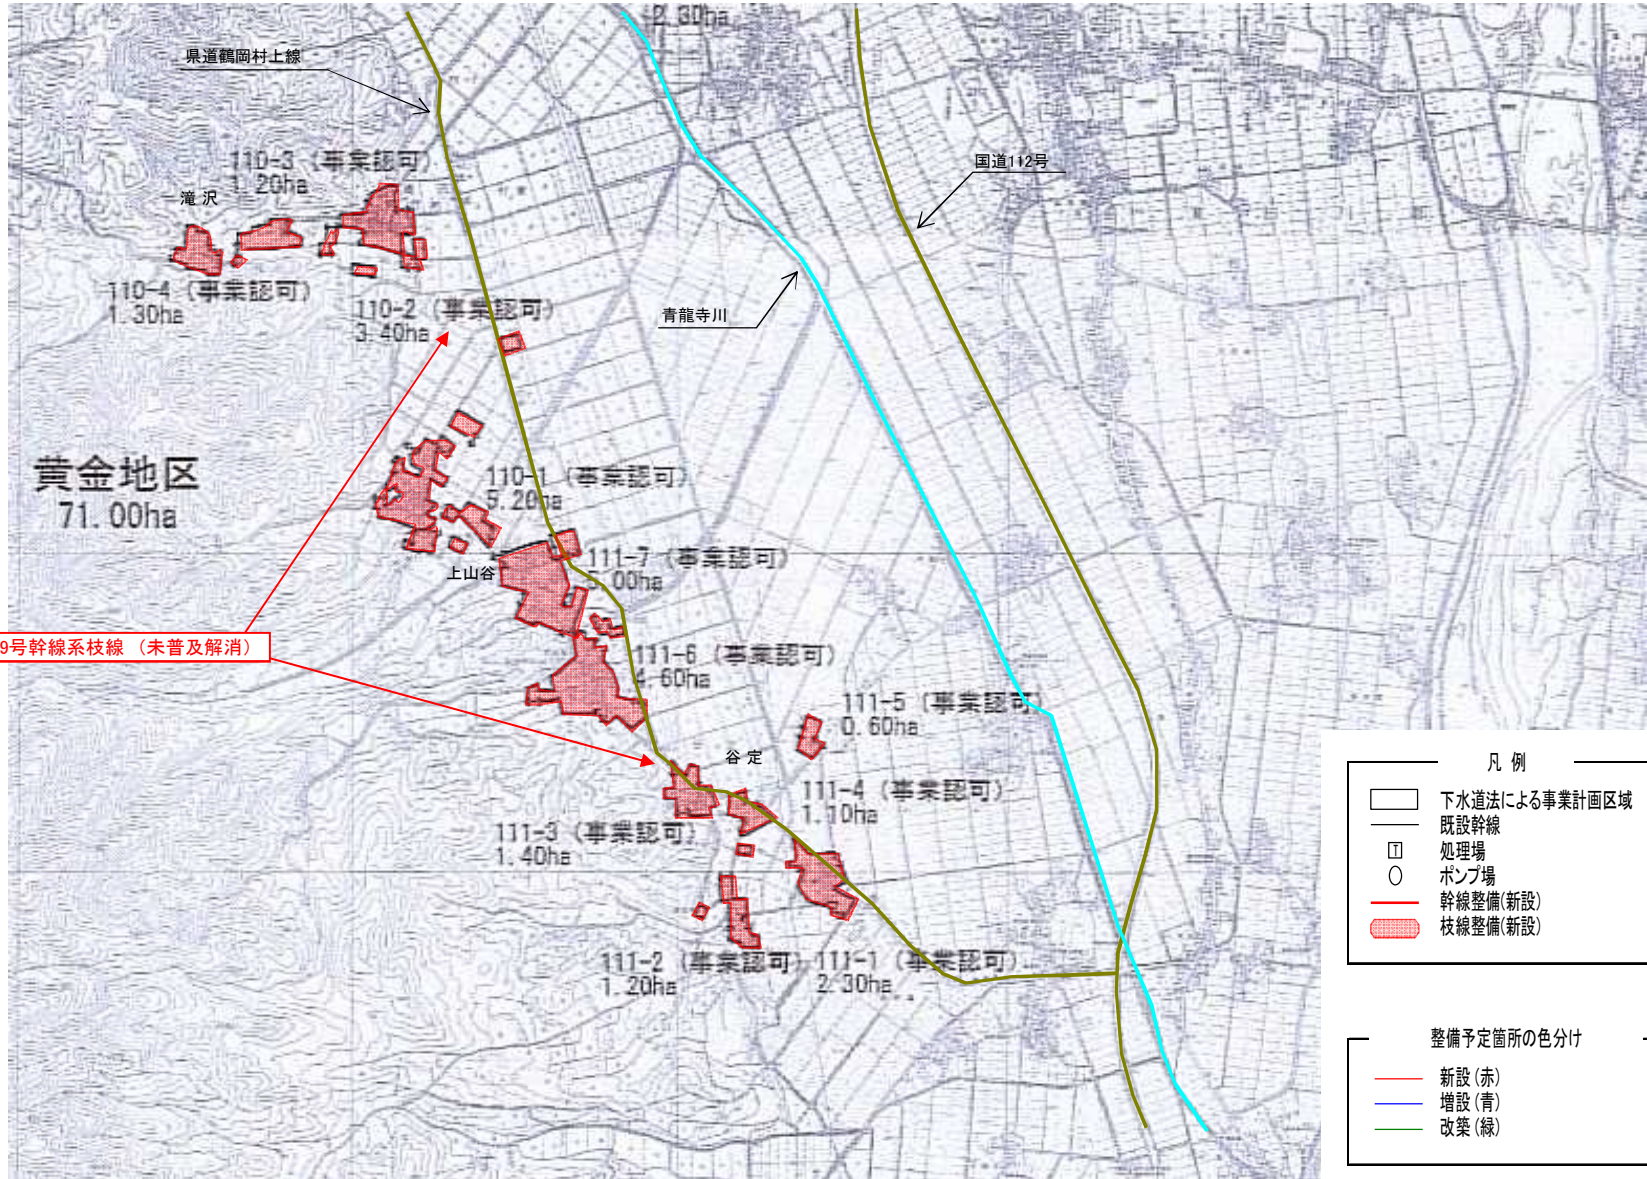 2.30ha
県道鶴岡村上線
国道112号
110-3 (事業認可)
1.20ha
滝沢
110-4 (事業認可)
1.30ha
110-2 (事業認可)
3.40ha
青龍寺川
黄金地区
71.00ha
110-1 (事業認可)
5.20ha
上山谷
111-7 (事業認可)
5.00ha
9号幹線系枝線 (未普及解消)
111-6 (事業認可)
4.60ha
111-5 (事業認可)
0.60ha
谷定
111-4 (事業認可)
1.10ha
111-3 (事業認可)
1.40ha
111-2 (事業認可)
1.20ha
111-1 (事業認可)
2.30ha
凡例
下水道法による事業計画区域
既設幹線
T 処理場
ポンプ場
幹線整備(新設)
枝線整備(新設)
整備予定箇所の色分け
新設(赤)
増設(青)
改築(緑)